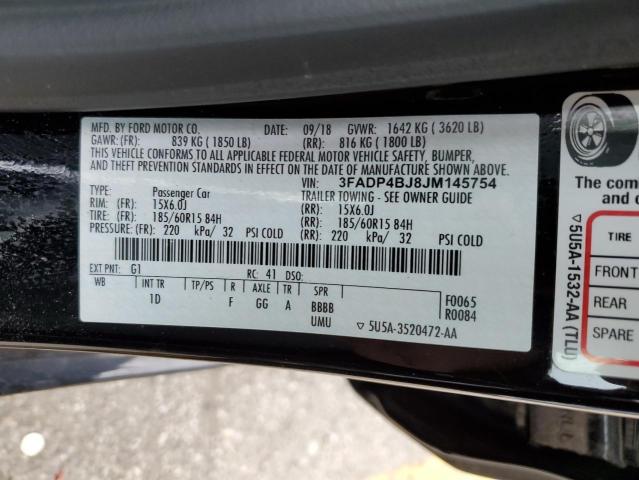 MFD. BY FORD MOTOR CO. DATE: 09/18 GVWR: 1642 KG ( 3620 LB)
GAWR: (FR): 839 KG ( 1850 LB) (RR): 816 KG ( 1800 LB)
THIS VEHICLE CONFORMS TO ALL APPLICABLE FEDERAL MOTOR VEHICLE SAFETY, BUMPER,
AND THEFT PREVENTION STANDARDS IN EFFECT ON THE DATE OF MANUFACTURE SHOWN ABOVE.
VIN: 3FADP4BJ8JM145754
TYPE: Passenger Car TRAILER TOWING - SEE OWNER GUIDE
RIM: (FR): 15X6.0J (RR): 15X6.0J
TIRE: (FR): 185/60R15 84H (RR): 185/60R15 84H
PRESSURE: (FR): 220 kPa/ 32 PSI COLD (RR): 220 kPa/ 32 PSI COLD
EXT PNT: G1 RC: 41 DSO:
WB INT TR TP/PS R AXLE TR SPR F0065
1D F GG A BBBB R0084
UMU ▽ 5U5A-3520472-AA
▽ 5U5A-1532-AA (TLU)
The com
TIRE
FRONT
REAR
SPARE